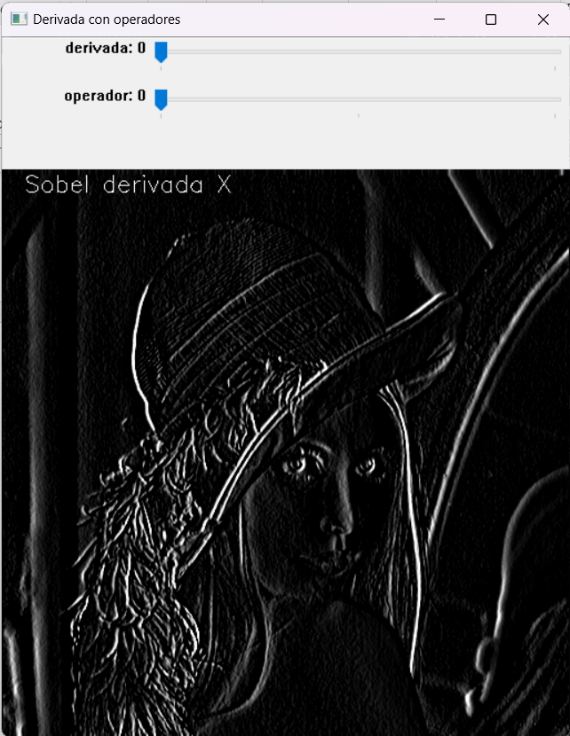 Derivada con operadores
derivada: 0
operador: 0
Sobel derivada X